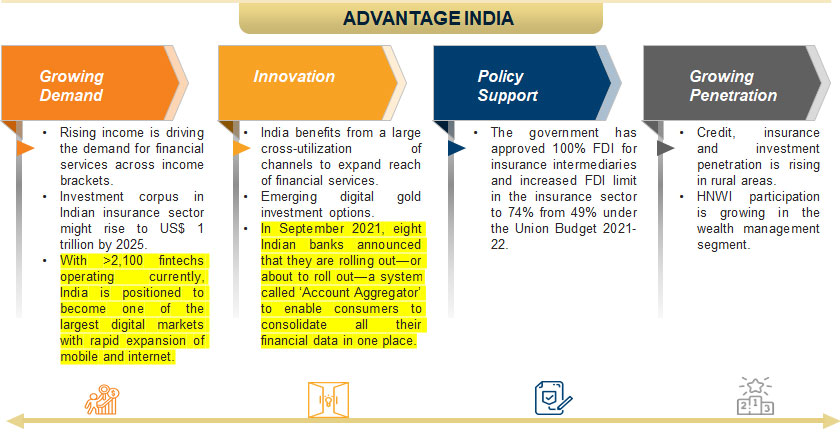 ADVANTAGE INDIA
Growing
Demand
• Rising income is driving
the demand for financial
services across income
brackets.
• Investment corpus in
Indian insurance sector
might rise to US$ 1
trillion by 2025.
• With >2,100 fintechs
operating currently,
India is positioned to
become one of the
largest digital markets
with rapid expansion of
mobile and internet.
Innovation
• India benefits from a large
cross-utilization of
channels to expand reach
of financial services.
• Emerging digital gold
investment options.
• In September 2021, eight
Indian banks announced
that they are rolling out—or
about to roll out—a system
called ‘Account Aggregator’
to enable consumers to
consolidate all their
financial data in one place.
Policy
Support
• The government has
approved 100% FDI for
insurance intermediaries
and increased FDI limit
in the insurance sector
to 74% from 49% under
the Union Budget 2021-
22.
Growing
Penetration
• Credit, insurance
and investment
penetration is rising
in rural areas.
• HNWI participation
is growing in the
wealth management
segment.
$
2 1 3